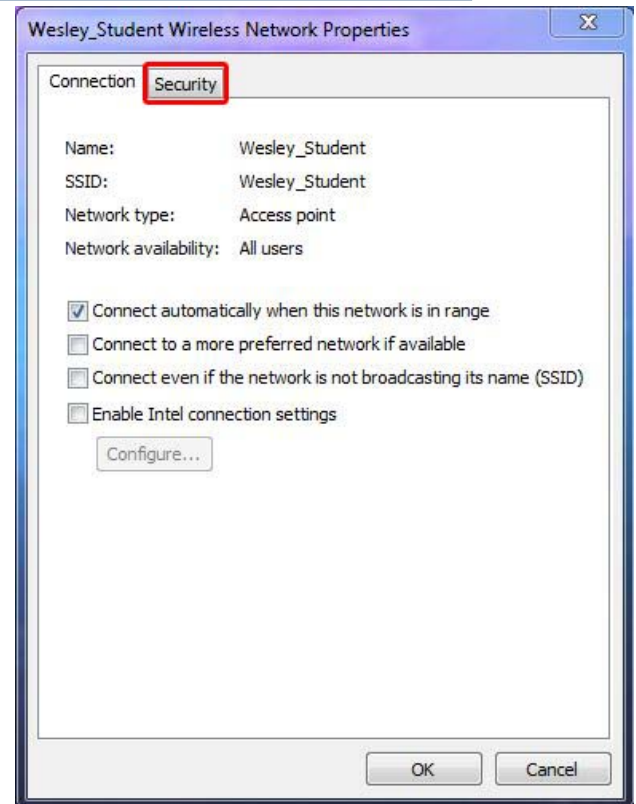 Wesley_Student Wireless Network Properties
Connection Security
Name: Wesley_Student
SSID: Wesley_Student
Network type: Access point
Network availability: All users
Connect automatically when this network is in range
Connect to a more preferred network if available
Connect even if the network is not broadcasting its name (SSID)
Enable Intel connection settings
Configure...
OK Cancel